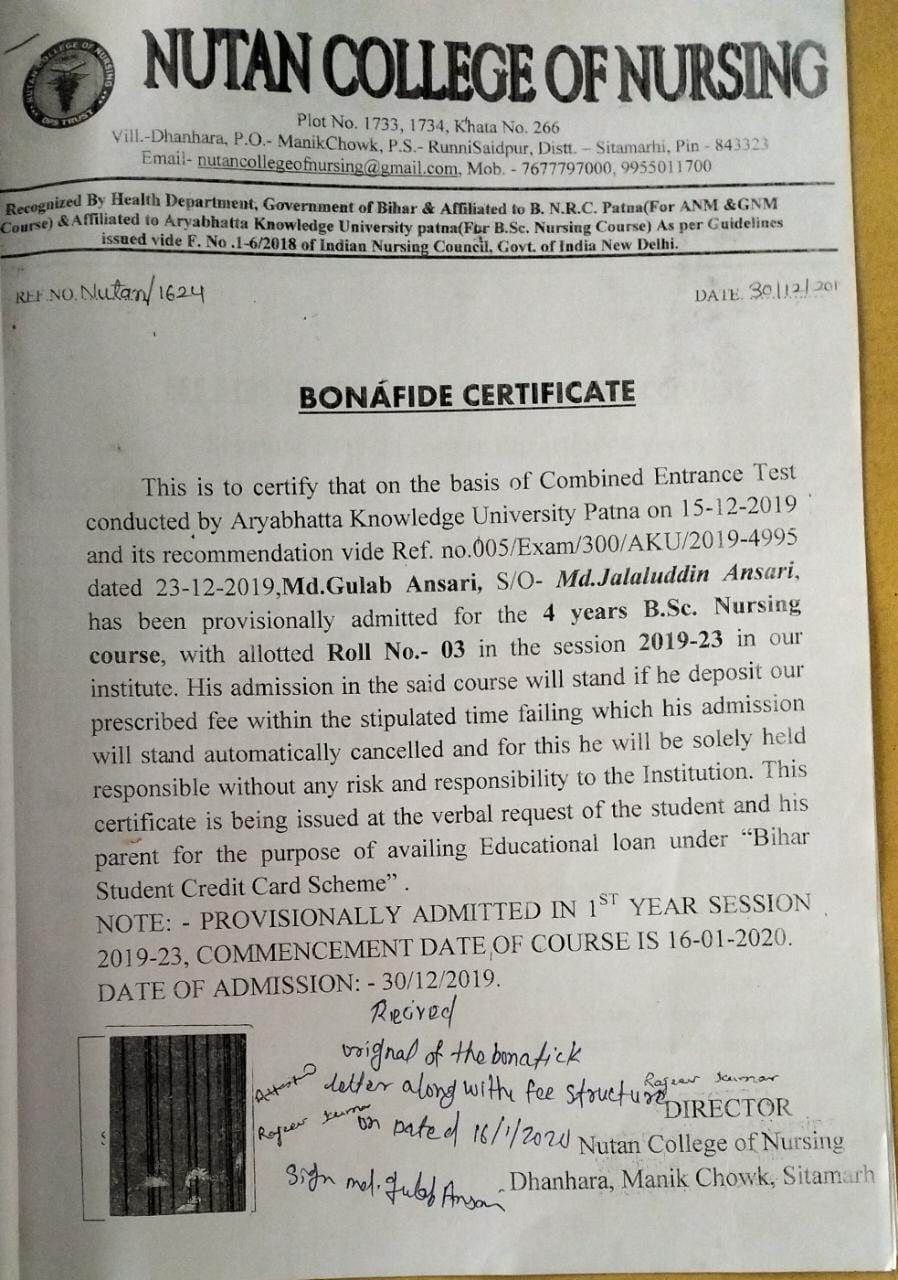 NUTAN COLLEGE OF NURSING
NUTAN COLLEGE OF NURSING
DPS TRUST
Plot No. 1733, 1734, Khata No. 266
Vill.-Dhanhara, P.O.- ManikChowk, P.S.- RunniSaidpur, Distt. – Sitamarhi, Pin - 843323
Email- nutancollegeofnursing@gmail.com, Mob. - 7677797000, 9955011700
Recognized By Health Department, Government of Bihar & Affiliated to B. N.R.C. Patna(For ANM &GNM
Course) &Affiliated to Aryabhatta Knowledge University patna(For B.Sc. Nursing Course) As per Guidelines
issued vide F. No .1-6/2018 of Indian Nursing Council, Govt. of India New Delhi.
REF.NO. Nutan/1624 DATE. 30/12/201
BONAFIDE CERTIFICATE
This is to certify that on the basis of Combined Entrance Test
conducted by Aryabhatta Knowledge University Patna on 15-12-2019
and its recommendation vide Ref. no.005/Exam/300/AKU/2019-4995
dated 23-12-2019,Md.Gulab Ansari, S/O- Md.Jalaluddin Ansari,
has been provisionally admitted for the 4 years B.Sc. Nursing
course, with allotted Roll No.- 03 in the session 2019-23 in our
institute. His admission in the said course will stand if he deposit our
prescribed fee within the stipulated time failing which his admission
will stand automatically cancelled and for this he will be solely held
responsible without any risk and responsibility to the Institution. This
certificate is being issued at the verbal request of the student and his
parent for the purpose of availing Educational loan under “Bihar
Student Credit Card Scheme” .
NOTE: - PROVISIONALLY ADMITTED IN 1ST YEAR SESSION
2019-23, COMMENCEMENT DATE OF COURSE IS 16-01-2020.
DATE OF ADMISSION: - 30/12/2019.
Recived
orignal of the bonafick
letter along withe fee structure
on Dated 16/1/2020
Sign md. Gulab Ansari
Rajeev Kumar
Rajeev Kumar
DIRECTOR
Nutan College of Nursing
Dhanhara, Manik Chowk, Sitamarh